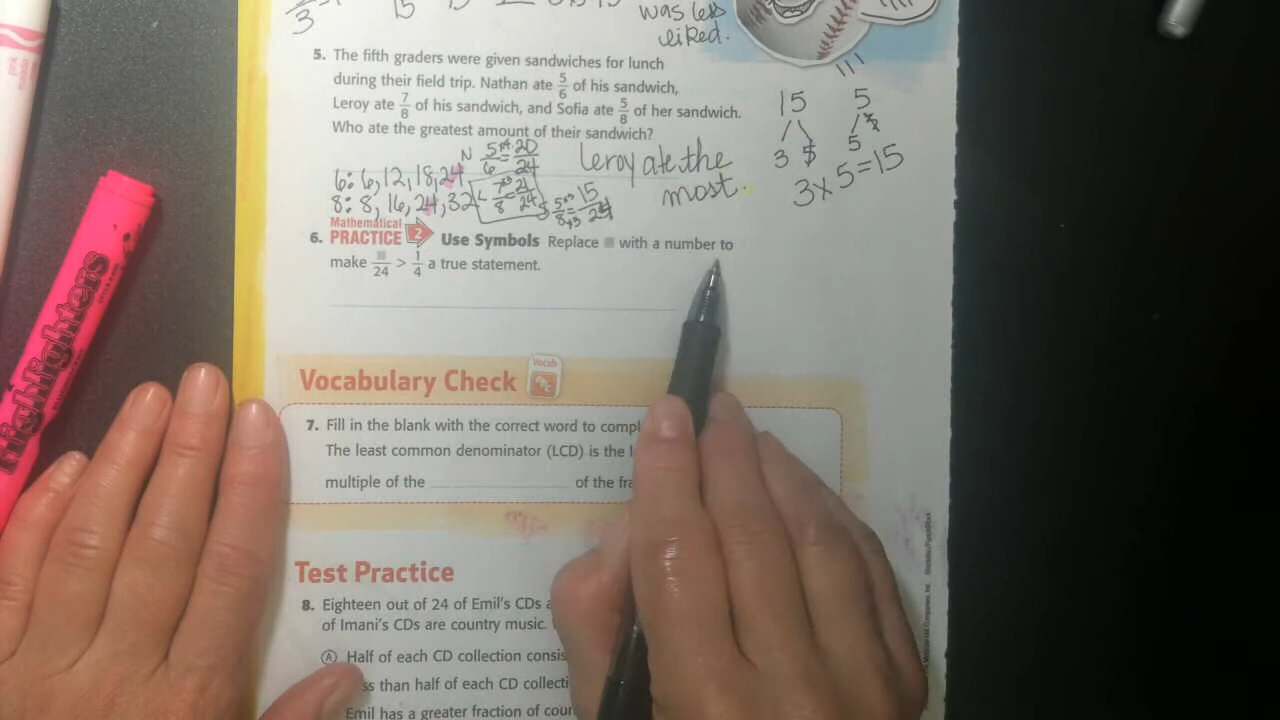 3
15
was less
liked.
5. The fifth graders were given sandwiches for lunch
during their field trip. Nathan ate 5/6 of his sandwich,
Leroy ate 7/8 of his sandwich, and Sofia ate 5/8 of her sandwich.
Who ate the greatest amount of their sandwich?
15 5
3 5 5
3 x 5 = 15
N 5/6 = 20/24
Leroy ate the
most.
6: 6, 12, 18, 24
8: 8, 16, 24, 32
L 7/8 = 21/24
S 5/8 = 15/24
Mathematical
6. PRACTICE 2 Use Symbols Replace ■ with a number to
make ■/24 > 1/4 a true statement.
Vocabulary Check
Vocab
7. Fill in the blank with the correct word to compl
The least common denominator (LCD) is the l
multiple of the of the fra
Test Practice
8. Eighteen out of 24 of Emil's CDs a
of Imani's CDs are country music.
A Half of each CD collection consis
ss than half of each CD collecti
Emil has a greater fraction of coun
Highlighters